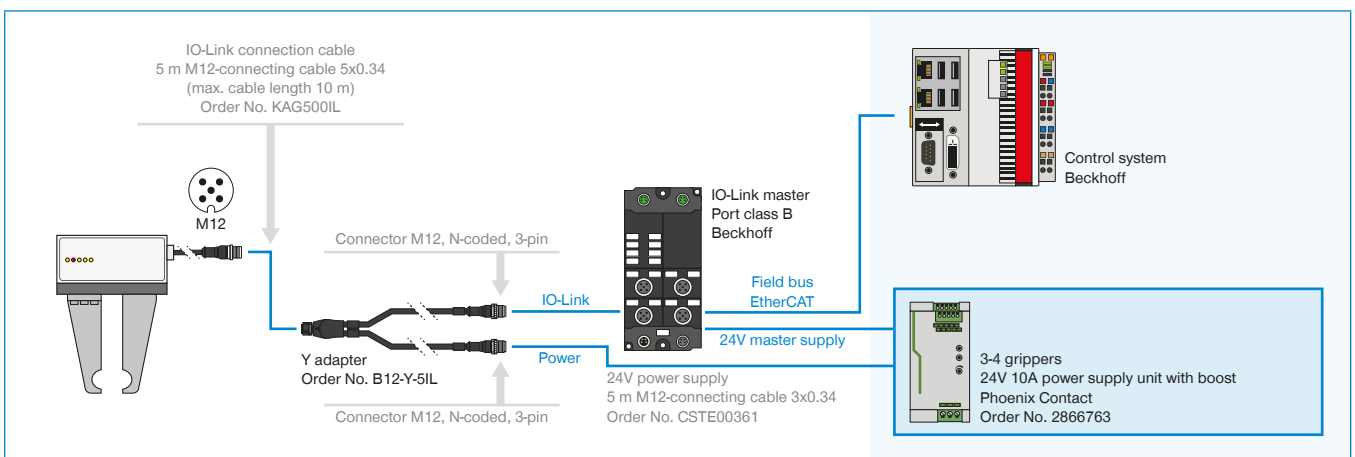 IO-Link connection cable
5 m M12-connecting cable 5x0.34
(max. cable length 10 m)
Order No. KAG500IL
M12
Connector M12, N-coded, 3-pin
Y adapter
Order No. B12-Y-5IL
Connector M12, N-coded, 3-pin
IO-Link
Power
IO-Link master
Port class B
Beckhoff
Field bus
EtherCAT
24V master supply
24V power supply
5 m M12-connecting cable 3x0.34
Order No. CSTE00361
Control system
Beckhoff
3-4 grippers
24V 10A power supply unit with boost
Phoenix Contact
Order No. 2866763